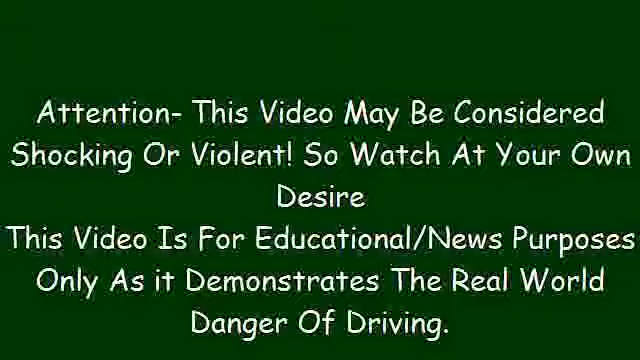 Attention- This Video May Be Considered
Shocking Or Violent! So Watch At Your Own
Desire
This Video Is For Educational/News Purposes
Only As it Demonstrates The Real World
Danger Of Driving.